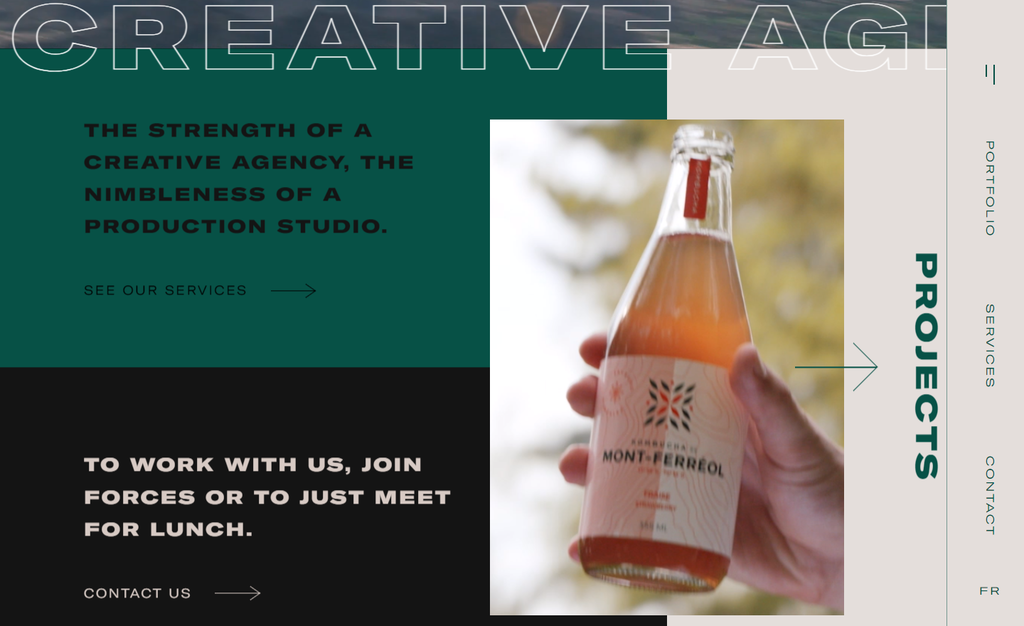 CREATIVE AG
THE STRENGTH OF A
CREATIVE AGENCY, THE
NIMBLENESS OF A
PRODUCTION STUDIO.
SEE OUR SERVICES
TO WORK WITH US, JOIN
FORCES OR TO JUST MEET
FOR LUNCH.
CONTACT US
MONT-FERRÉOL
PROJECTS
PORTFOLIO
SERVICES
CONTACT
FR